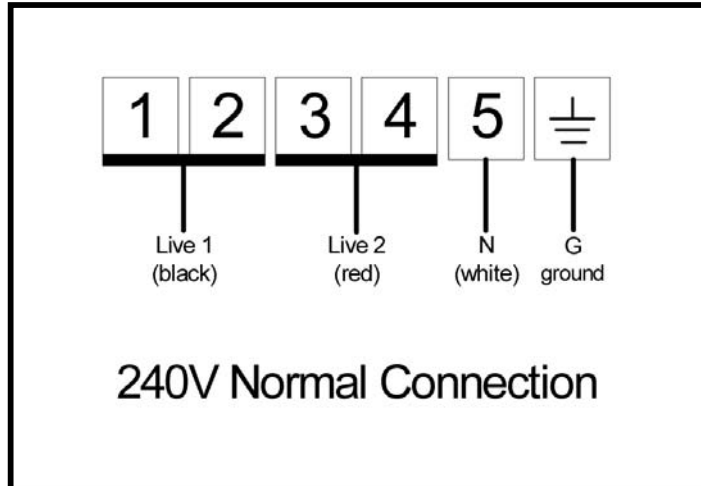 1 2 3 4 5
Live 1 Live 2 N G
(black) (red) (white) ground
240V Normal Connection